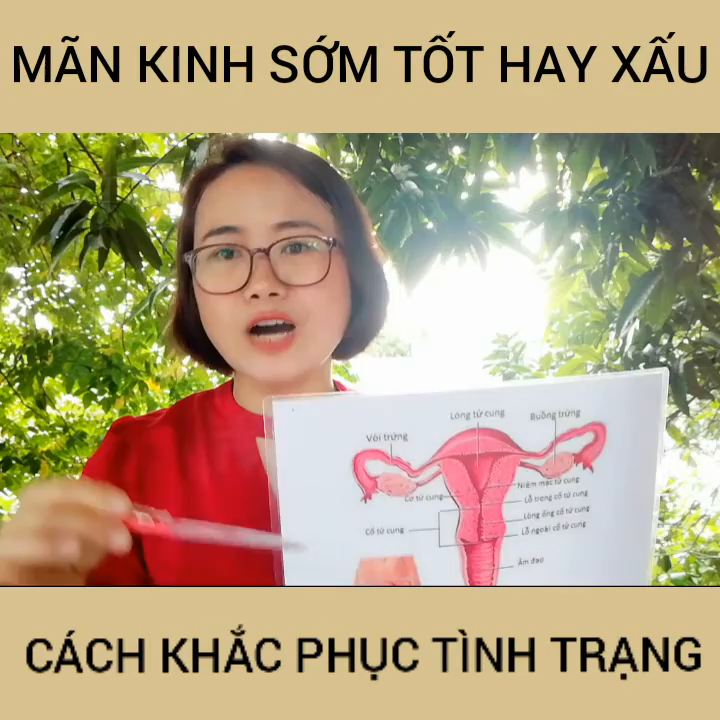 MÃN KINH SỚM TỐT HAY XẤU
Lòng tử cung
Buồng trứng
Vòi trứng
Niêm mạc tử cung
Cơ tử cung
Lỗ trong cổ tử cung
Lòng ống cổ tử cung
Cổ tử cung
Lỗ ngoài cổ tử cung
Âm đạo
CÁCH KHẮC PHỤC TÌNH TRẠNG